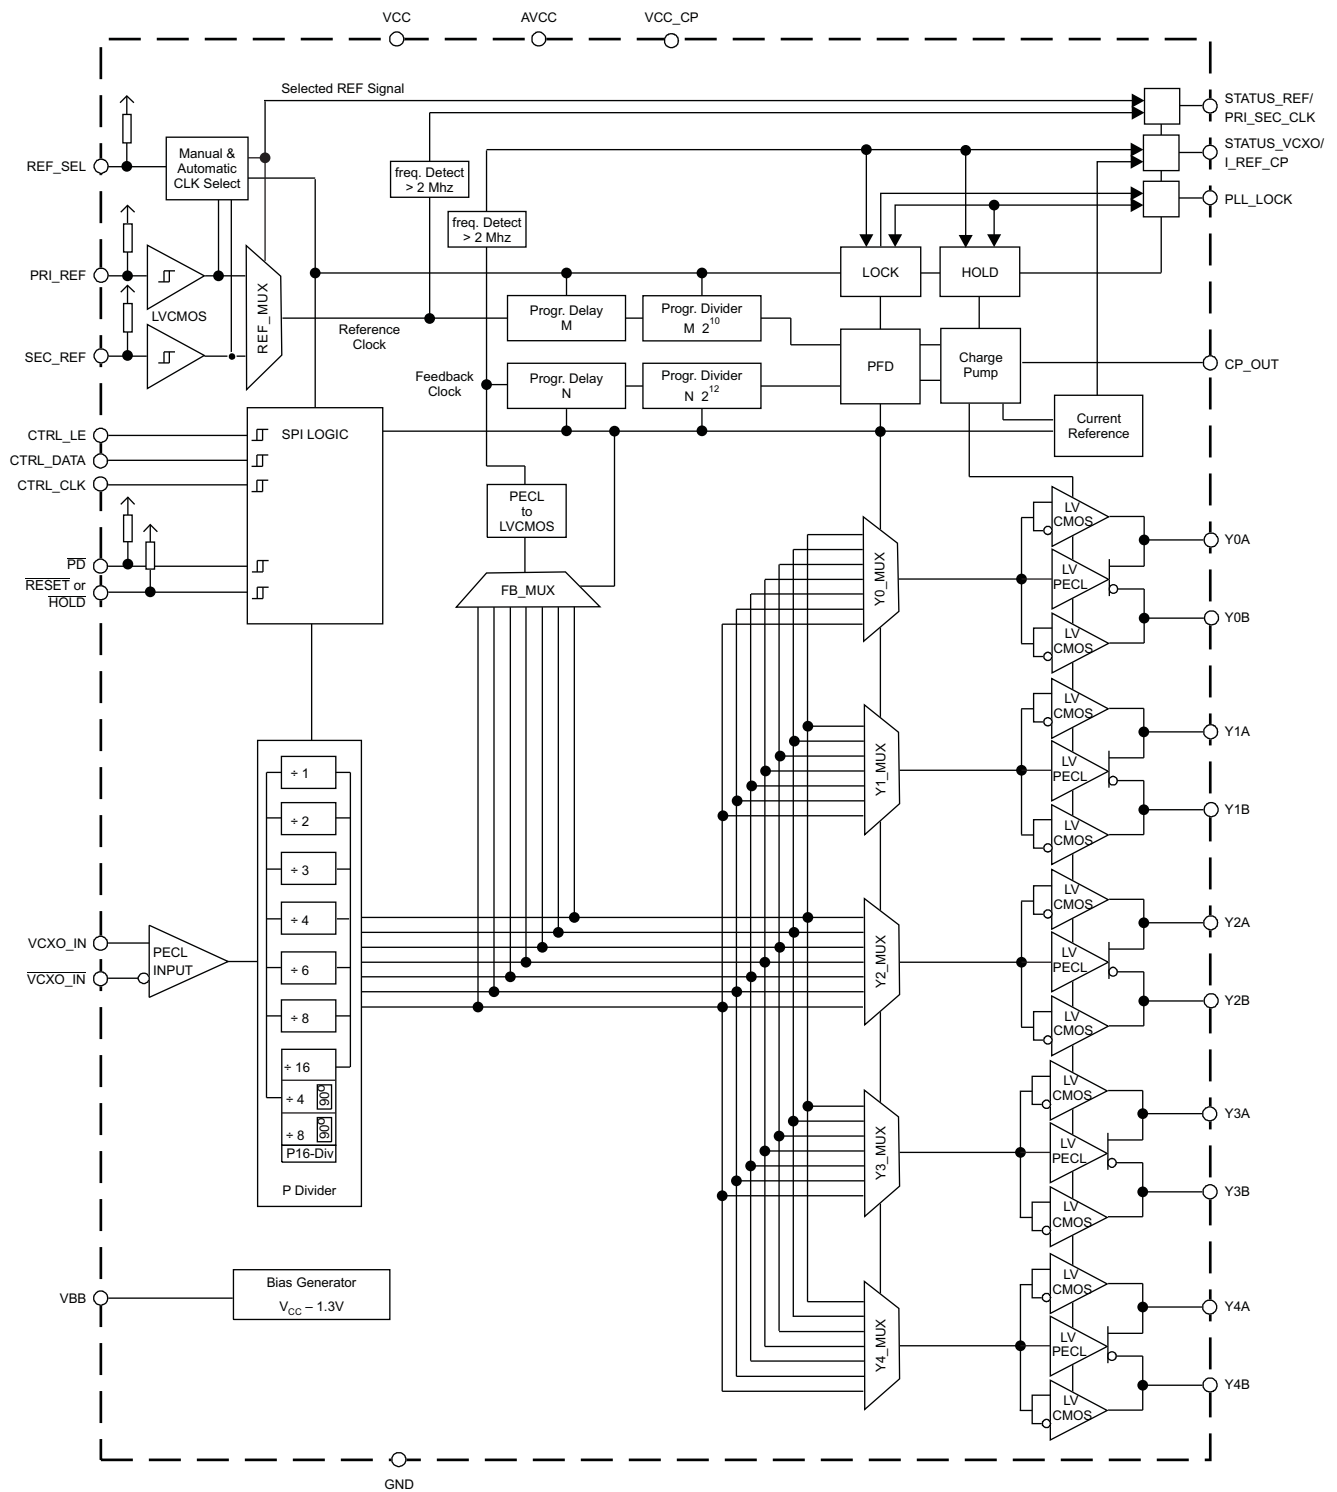 VCC
AVCC
VCC_CP
Selected REF Signal
STATUS_REF/
PRI_SEC_CLK
REF_SEL
Manual &
Automatic
CLK Select
STATUS_VCXO/
I_REF_CP
freq. Detect
> 2 Mhz
PLL_LOCK
freq. Detect
> 2 Mhz
PRI_REF
LVCMOS
REF_MUX
LOCK
HOLD
Progr. Delay
M
Progr. Divider
M 2^10
Reference
Clock
SEC_REF
PFD
Charge
Pump
CP_OUT
Feedback
Clock
Progr. Delay
N
Progr. Divider
N 2^12
Current
Reference
CTRL_LE
SPI LOGIC
CTRL_DATA
CTRL_CLK
PECL
to
LVCMOS
PD
RESET or
HOLD
FB_MUX
Y0_MUX
LV
CMOS
LV
PECL
LV
CMOS
Y0A
Y0B
Y1_MUX
LV
CMOS
LV
PECL
LV
CMOS
Y1A
Y1B
÷ 1
÷ 2
÷ 3
÷ 4
÷ 6
÷ 8
÷ 16
÷ 4
90°
÷ 8
90°
P16-Div
P Divider
VCXO_IN
VCXO_IN
PECL
INPUT
Y2_MUX
LV
CMOS
LV
PECL
LV
CMOS
Y2A
Y2B
Y3_MUX
LV
CMOS
LV
PECL
LV
CMOS
Y3A
Y3B
VBB
Bias Generator
VCC – 1.3V
Y4_MUX
LV
CMOS
LV
PECL
LV
CMOS
Y4A
Y4B
GND